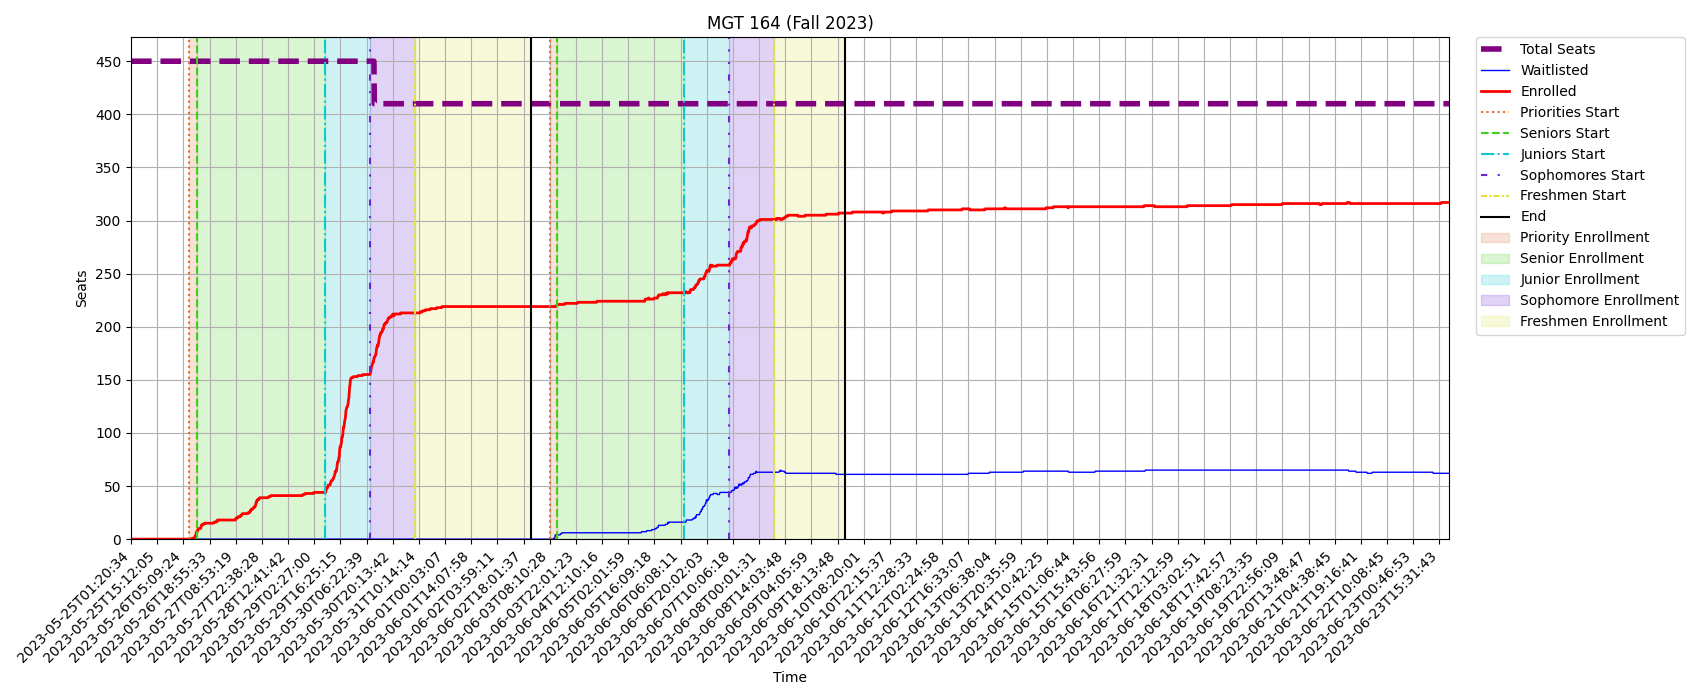 MGT 164 (Fall 2023)
Seats
450
400
350
300
250
200
150
100
50
0
2023-05-25T01:20:34
2023-05-25T15:12:05
2023-05-26T05:09:24
2023-05-26T18:55:33
2023-05-27T08:53:19
2023-05-27T22:38:28
2023-05-28T12:41:42
2023-05-29T02:27:00
2023-05-29T16:25:15
2023-05-30T06:22:39
2023-05-30T20:13:42
2023-05-31T10:14:14
2023-06-01T00:03:07
2023-06-01T14:07:58
2023-06-02T03:59:11
2023-06-02T18:01:37
2023-06-03T08:10:28
2023-06-03T22:01:23
2023-06-04T12:10:16
2023-06-05T02:01:59
2023-06-05T16:09:18
2023-06-06T06:08:11
2023-06-06T20:02:03
2023-06-07T10:06:18
2023-06-08T00:01:31
2023-06-08T14:03:48
2023-06-09T04:05:59
2023-06-09T18:13:48
2023-06-10T08:20:01
2023-06-10T22:15:37
2023-06-11T12:28:33
2023-06-12T02:24:58
2023-06-12T16:33:07
2023-06-13T06:38:04
2023-06-13T20:35:59
2023-06-14T10:42:25
2023-06-15T01:06:44
2023-06-15T15:43:56
2023-06-16T06:27:59
2023-06-16T21:32:31
2023-06-17T12:12:59
2023-06-18T03:02:51
2023-06-18T17:42:57
2023-06-19T08:23:35
2023-06-19T22:56:09
2023-06-20T13:48:47
2023-06-21T04:38:45
2023-06-21T19:16:41
2023-06-22T10:08:45
2023-06-23T00:46:53
2023-06-23T15:31:43
Time
Total Seats
Waitlisted
Enrolled
Priorities Start
Seniors Start
Juniors Start
Sophomores Start
Freshmen Start
End
Priority Enrollment
Senior Enrollment
Junior Enrollment
Sophomore Enrollment
Freshmen Enrollment